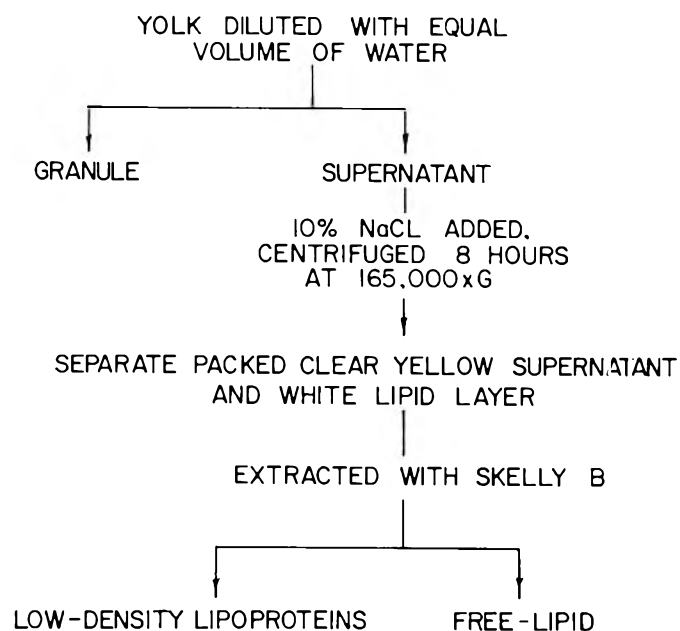 YOLK DILUTED WITH EQUAL
VOLUME OF WATER
GRANULE
SUPERNATANT
10% NaCL ADDED.
CENTRIFUGED 8 HOURS
AT 165,000xG
SEPARATE PACKED CLEAR YELLOW SUPERNATANT
AND WHITE LIPID LAYER
EXTRACTED WITH SKELLY B
LOW-DENSITY LIPOPROTEINS
FREE-LIPID